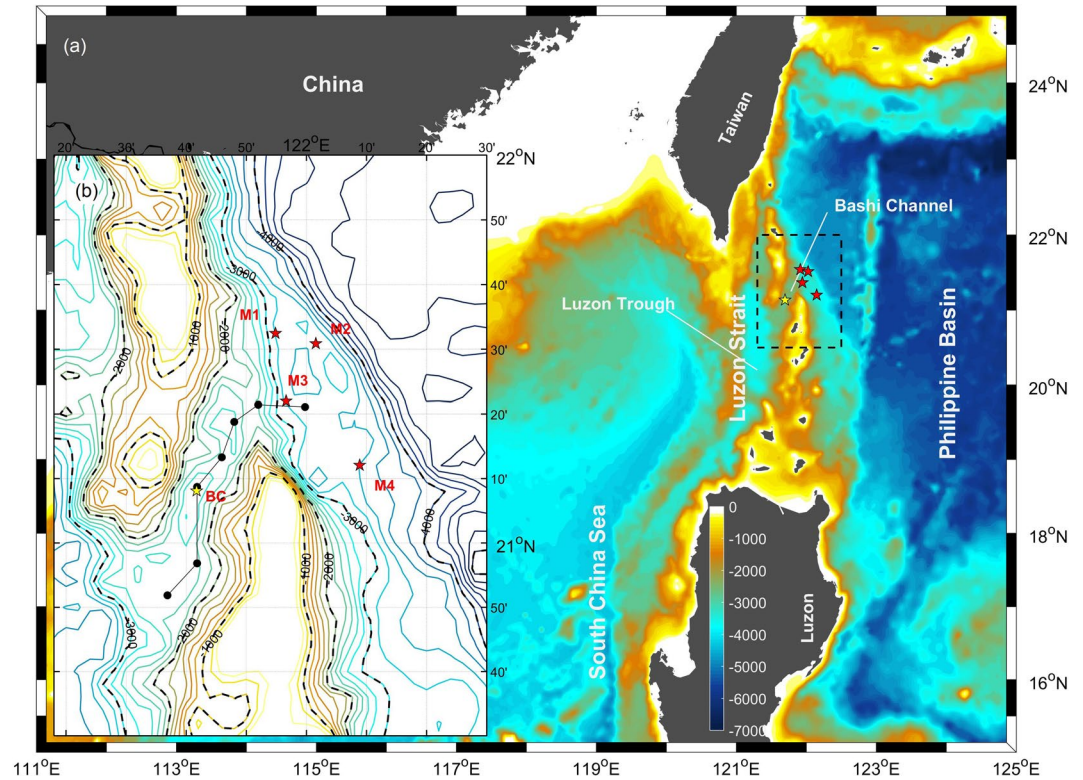 (a)
China
Taiwan
24°N
20'
30'
40'
50'
122°E
10'
20'
30'
22°N
(b)
50'
Bashi Channel
-4000
22°N
-3000
40'
M1
M2
-1000
-2000
2000
Luzon Trough
30'
M3
Luzon Strait
Philippine Basin
20'
20°N
10'
BC
M4
-3000
4000
21°N
18°N
0
-1000
-2000
-3000
-4000
-5000
-6000
-7000
South China Sea
Luzon
-1000
-2000
50'
-3000
2000
-1000
40'
16°N
111°E
113°E
115°E
117°E
119°E
121°E
123°E
125°E